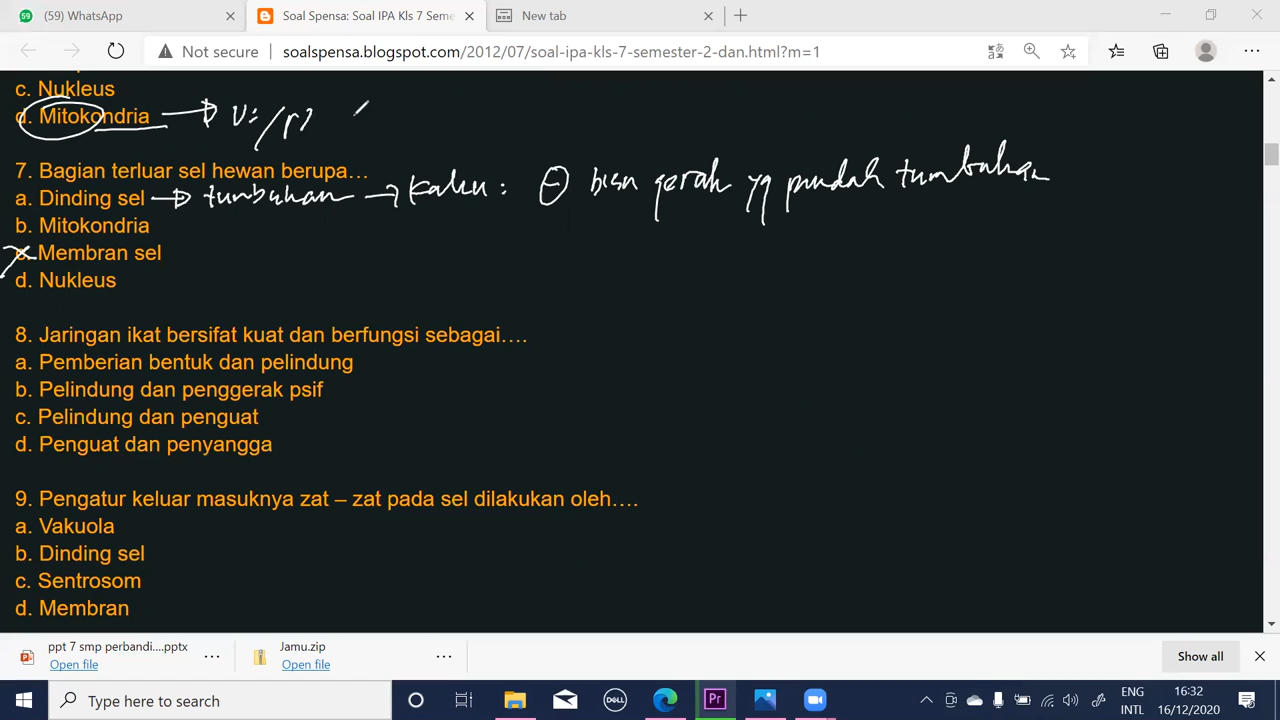 (59) WhatsApp
Soal Spensa: Soal IPA Kls 7 Seme
New tab
Not secure
soalspensa.blogspot.com/2012/07/soal-ipa-kls-7-semester-2-dan.html?m=1
c. Nukleus
d. Mitokondria
7. Bagian terluar sel hewan berupa…
a. Dinding sel → tumbuhan → kaku : bisa gerak yg mudah tumbuhan
b. Mitokondria
c. Membran sel
d. Nukleus
8. Jaringan ikat bersifat kuat dan berfungsi sebagai….
a. Pemberian bentuk dan pelindung
b. Pelindung dan penggerak psif
c. Pelindung dan penguat
d. Penguat dan penyangga
9. Pengatur keluar masuknya zat – zat pada sel dilakukan oleh….
a. Vakuola
b. Dinding sel
c. Sentrosom
d. Membran
ppt 7 smp perbandi....pptx
Open file
Jamu.zip
Open file
Show all
Type here to search
DELL
Pr
ENG
INTL
16:32
16/12/2020